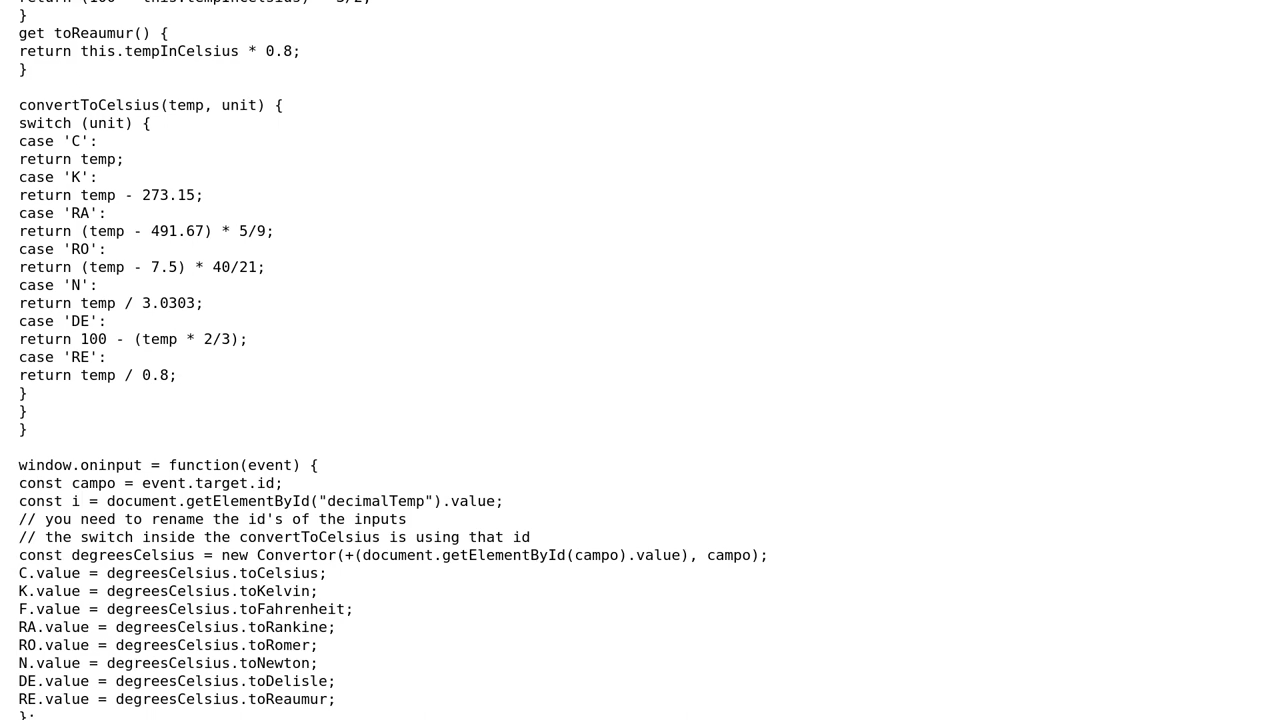 return (100 - this.tempInCelsius) * 3/2;
}
get toReaumur() {
return this.tempInCelsius * 0.8;
}

convertToCelsius(temp, unit) {
switch (unit) {
case 'C':
return temp;
case 'K':
return temp - 273.15;
case 'RA':
return (temp - 491.67) * 5/9;
case 'RO':
return (temp - 7.5) * 40/21;
case 'N':
return temp / 3.0303;
case 'DE':
return 100 - (temp * 2/3);
case 'RE':
return temp / 0.8;
}
}
}

window.oninput = function(event) {
const campo = event.target.id;
const i = document.getElementById("decimalTemp").value;
// you need to rename the id's of the inputs
// the switch inside the convertToCelsius is using that id
const degreesCelsius = new Convertor(+(document.getElementById(campo).value), campo);
C.value = degreesCelsius.toCelsius;
K.value = degreesCelsius.toKelvin;
F.value = degreesCelsius.toFahrenheit;
RA.value = degreesCelsius.toRankine;
RO.value = degreesCelsius.toRomer;
N.value = degreesCelsius.toNewton;
DE.value = degreesCelsius.toDelisle;
RE.value = degreesCelsius.toReaumur;
};